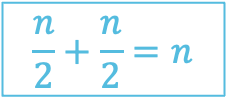 n/2 + n/2 = n